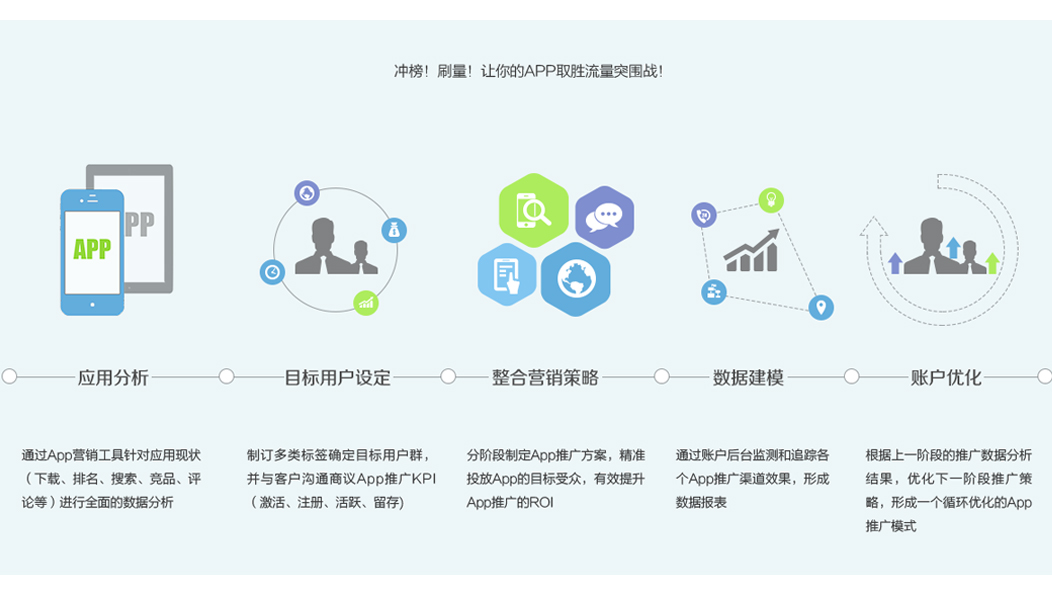 冲榜！刷量！让你的APP取胜流量突围战！
PP
APP
应用分析
目标用户设定
整合营销策略
数据建模
账户优化
通过App营销工具针对应用现状
（下载、排名、搜索、竞品、评
论等）进行全面的数据分析
制订多类标签确定目标用户群，
并与客户沟通商议App推广KPI
（激活、注册、活跃、留存)
分阶段制定App推广方案，精准
投放App的目标受众，有效提升
App推广的ROI
通过账户后台监测和追踪各
个App推广渠道效果，形成
数据报表
根据上一阶段的推广数据分析
结果，优化下一阶段推广策
略，形成一个循环优化的App
推广模式